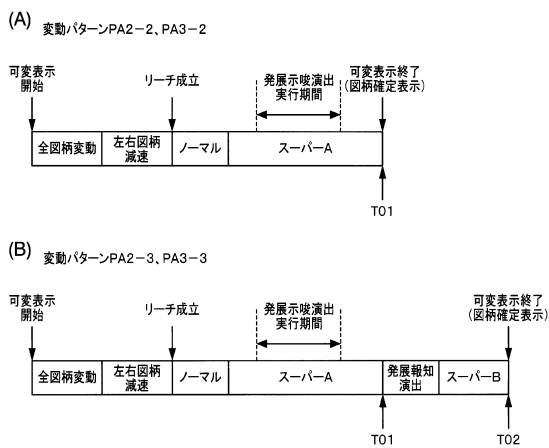 (A)
変動パターンPA2-2、PA3-2
可変表示
開始
リーチ成立
発展示唆演出
実行期間
可変表示終了
(図柄確定表示)
全図柄変動
左右図柄
減速
ノーマル
スーパーA
T01
(B)
変動パターンPA2-3、PA3-3
可変表示
開始
リーチ成立
発展示唆演出
実行期間
可変表示終了
(図柄確定表示)
全図柄変動
左右図柄
減速
ノーマル
スーパーA
発展報知
演出
スーパーB
T01
T02